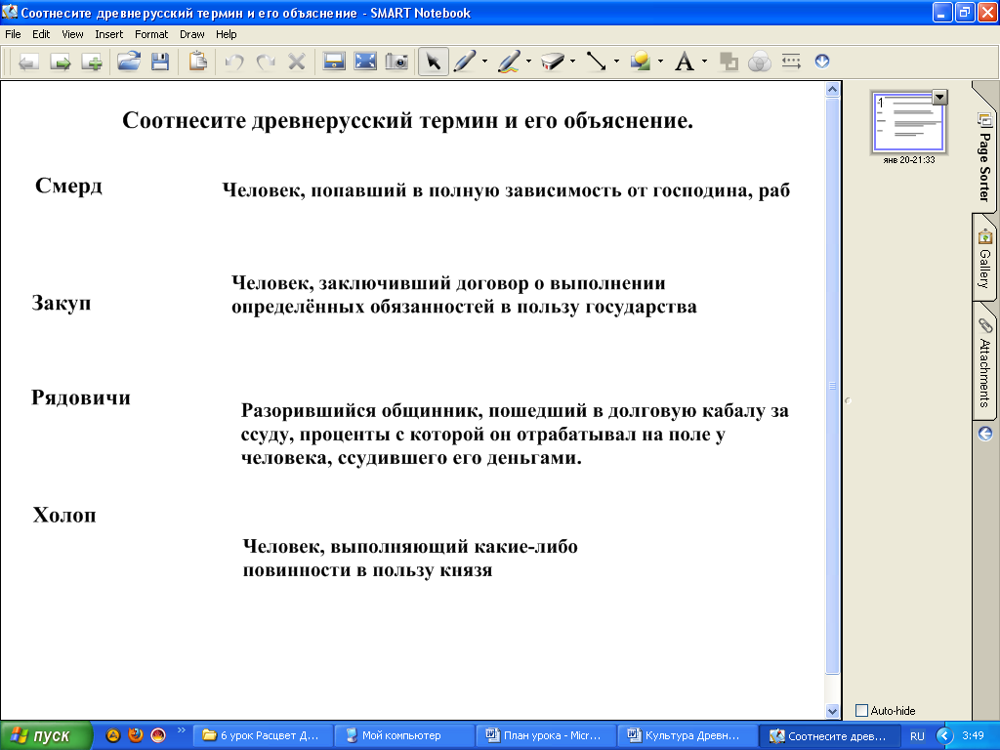 Соотнесите древнерусский термин и его объяснение - SMART Notebook
File Edit View Insert Format Draw Help
Соотнесите древнерусский термин и его объяснение.
Смерд
Человек, попавший в полную зависимость от господина, раб
Закуп
Человек, заключивший договор о выполнении
определённых обязанностей в пользу государства
Рядовичи
Разорившийся общинник, пошедший в долговую кабалу за
ссуду, проценты с которой он отрабатывал на поле у
человека, ссудившего его деньгами.
Холоп
Человек, выполняющий какие-либо
повинности в пользу князя
1
янв 20-21:33
Page Sorter
Gallery
Attachments
Auto-hide
пуск
6 урок Расцвет Д...
Мой компьютер
План урока - Micr...
Культура Древн...
Соотнесите древ...
RU
3:49